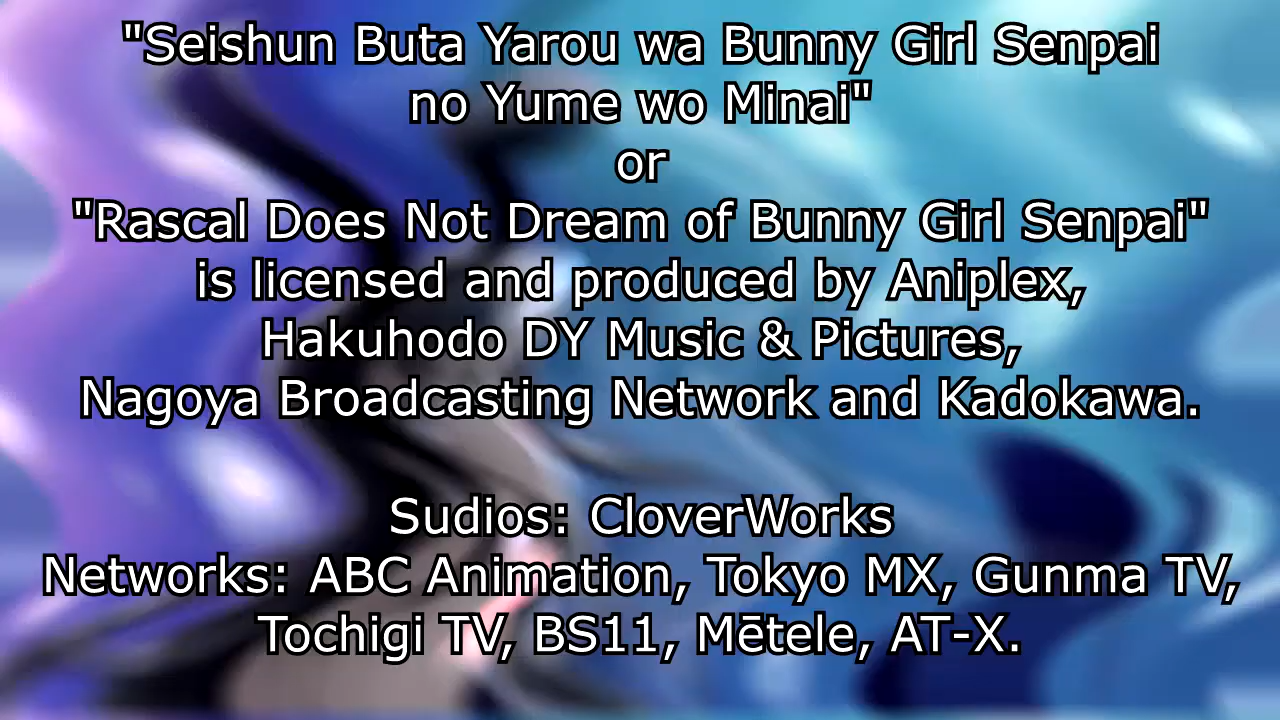 "Seishun Buta Yarou wa Bunny Girl Senpai
no Yume wo Minai"
or
"Rascal Does Not Dream of Bunny Girl Senpai"
is licensed and produced by Aniplex,
Hakuhodo DY Music & Pictures,
Nagoya Broadcasting Network and Kadokawa.
Sudios: CloverWorks
Networks: ABC Animation, Tokyo MX, Gunma TV,
Tochigi TV, BS11, Mētele, AT-X.